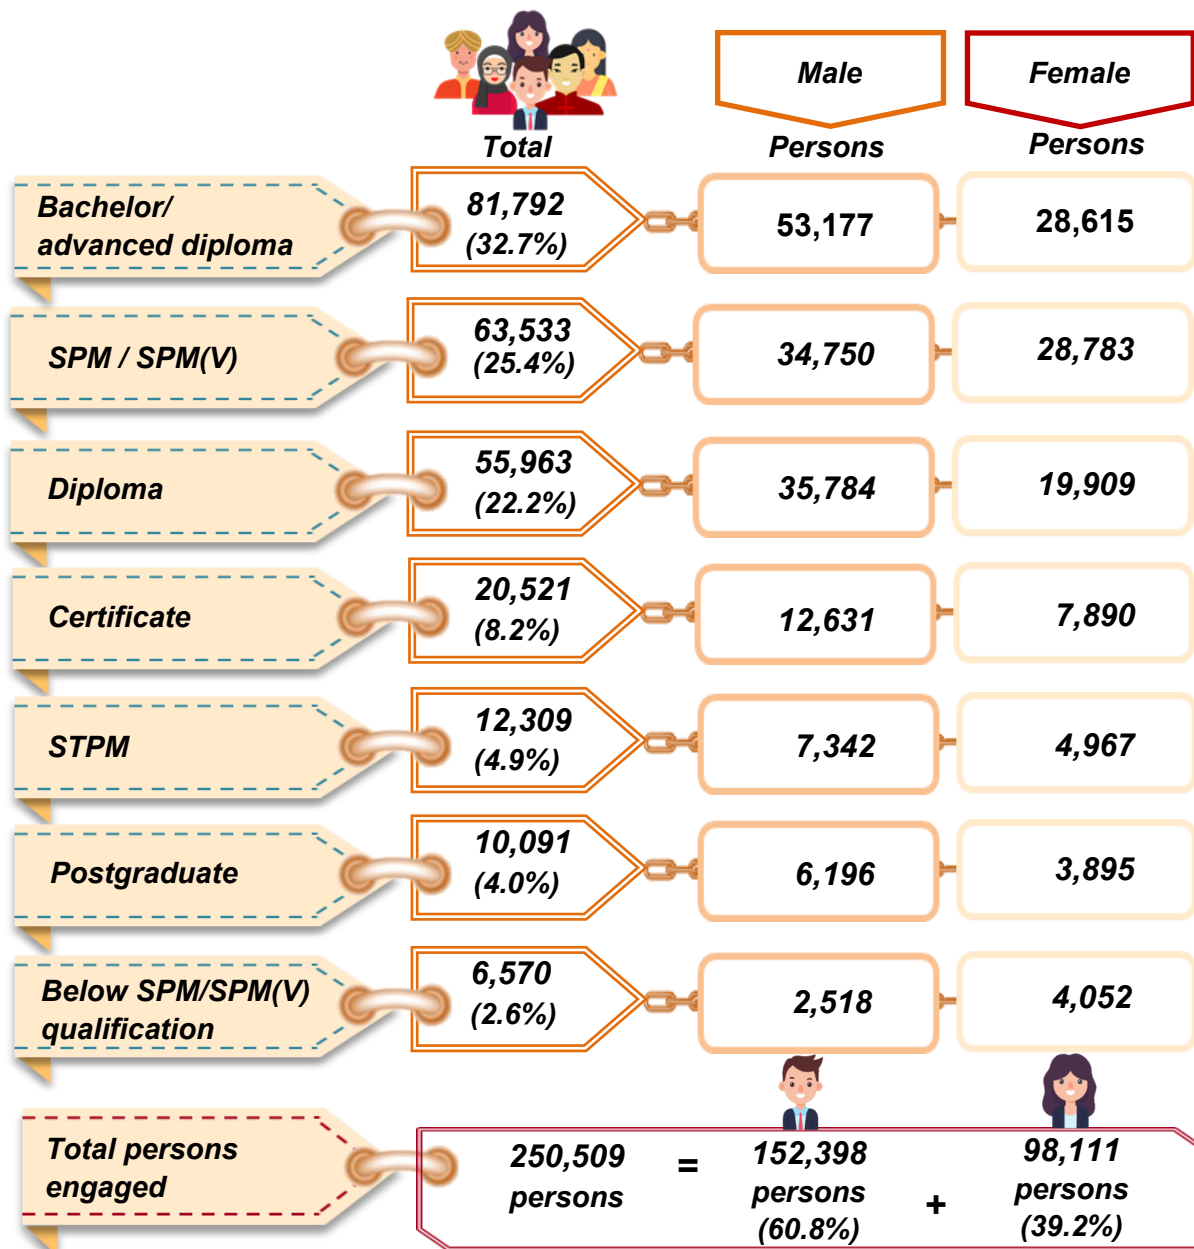 Male
Female
Total
Persons
Persons
Bachelor/
advanced diploma
81,792
(32.7%)
53,177
28,615
SPM / SPM(V)
63,533
(25.4%)
34,750
28,783
Diploma
55,963
(22.2%)
35,784
19,909
Certificate
20,521
(8.2%)
12,631
7,890
STPM
12,309
(4.9%)
7,342
4,967
Postgraduate
10,091
(4.0%)
6,196
3,895
Below SPM/SPM(V)
qualification
6,570
(2.6%)
2,518
4,052
Total persons
engaged
250,509
persons
=
152,398
persons
(60.8%)
+
98,111
persons
(39.2%)